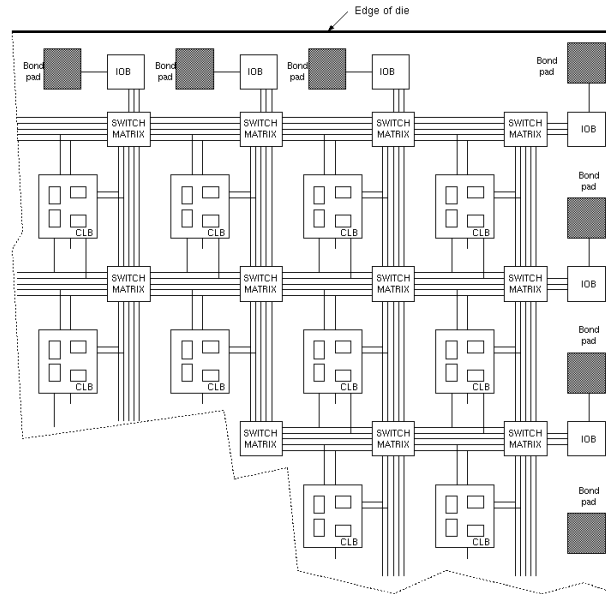 Edge of die
Bond
pad
IOB
Bond
pad
IOB
Bond
pad
IOB
Bond
pad
SWITCH
MATRIX
SWITCH
MATRIX
SWITCH
MATRIX
SWITCH
MATRIX
IOB
Bond
pad
CLB
CLB
CLB
CLB
SWITCH
MATRIX
SWITCH
MATRIX
SWITCH
MATRIX
SWITCH
MATRIX
IOB
Bond
pad
CLB
CLB
CLB
CLB
SWITCH
MATRIX
SWITCH
MATRIX
SWITCH
MATRIX
IOB
Bond
pad
CLB
CLB